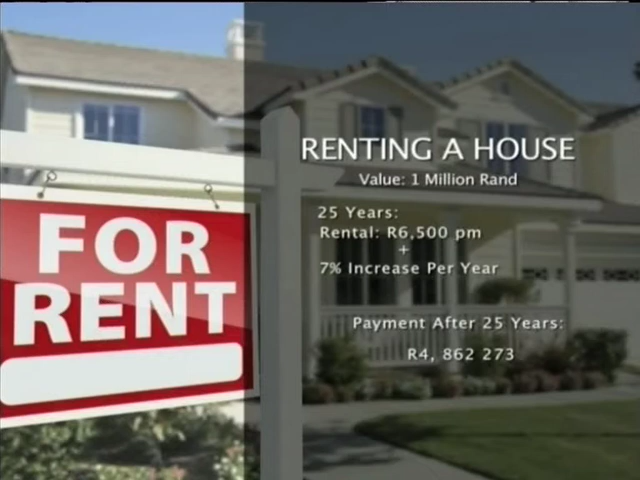 FOR
RENT
RENTING A HOUSE
Value: 1 Million Rand
25 Years:
Rental: R6,500 pm
+
7% Increase Per Year
Payment After 25 Years:
R4, 862 273